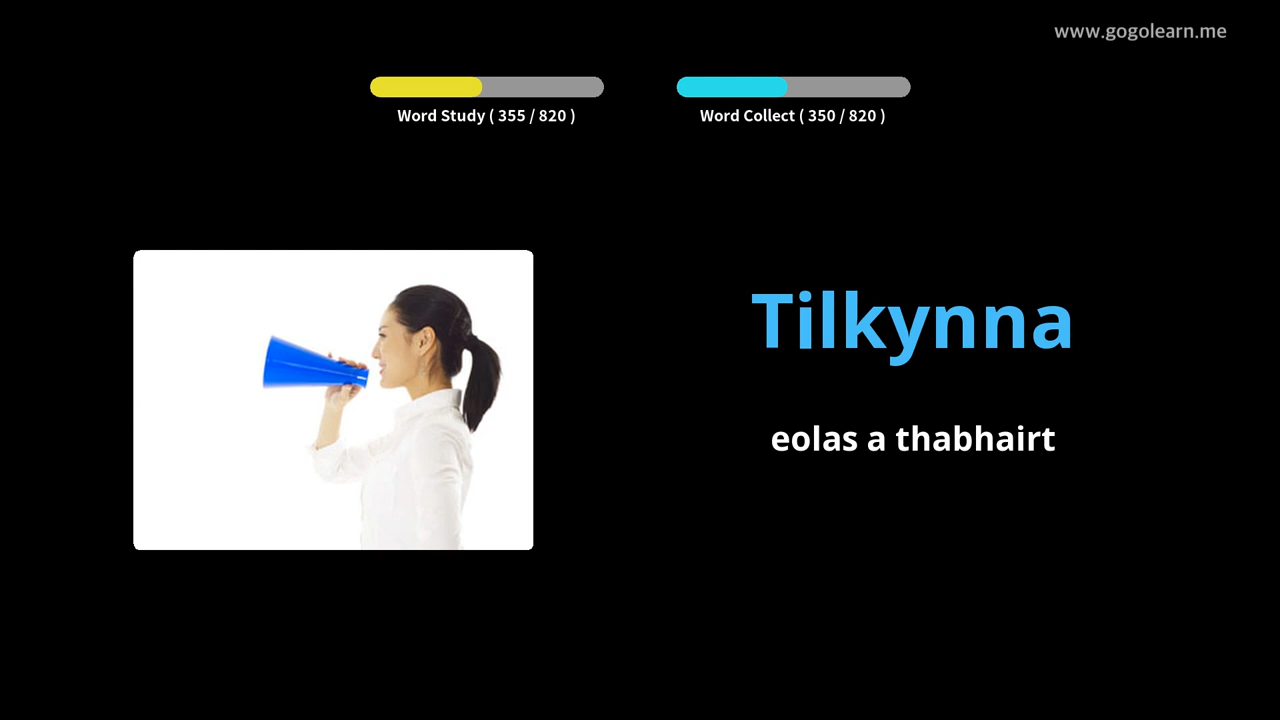 www.gogolearn.me
Word Study ( 355 / 820 )
Word Collect ( 350 / 820 )
Tilkynna
eolas a thabhairt